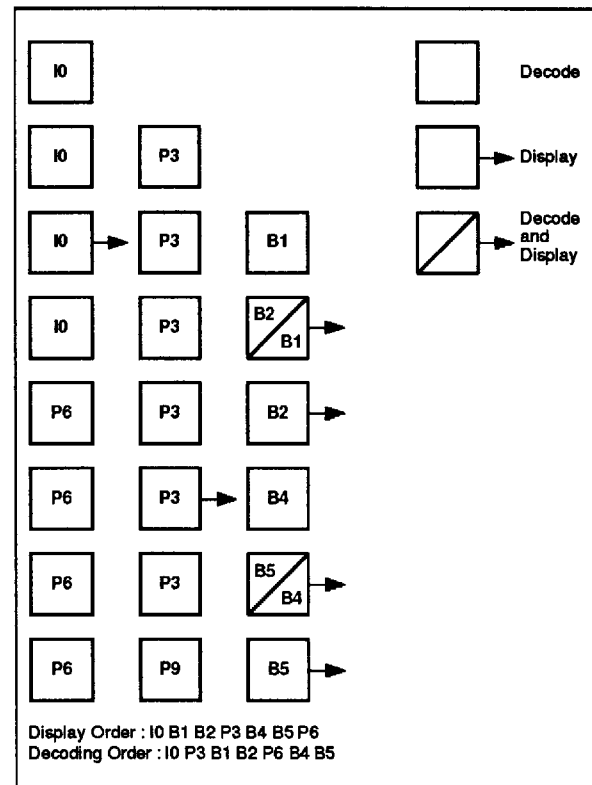 I0 Decode
I0 P3 Display
I0 P3 B1 Decode
and
Display
I0 P3 B2
B1
P6 P3 B2
P6 P3 B4
P6 P3 B5
B4
P6 P9 B5
Display Order : I0 B1 B2 P3 B4 B5 P6
Decoding Order : I0 P3 B1 B2 P6 B4 B5